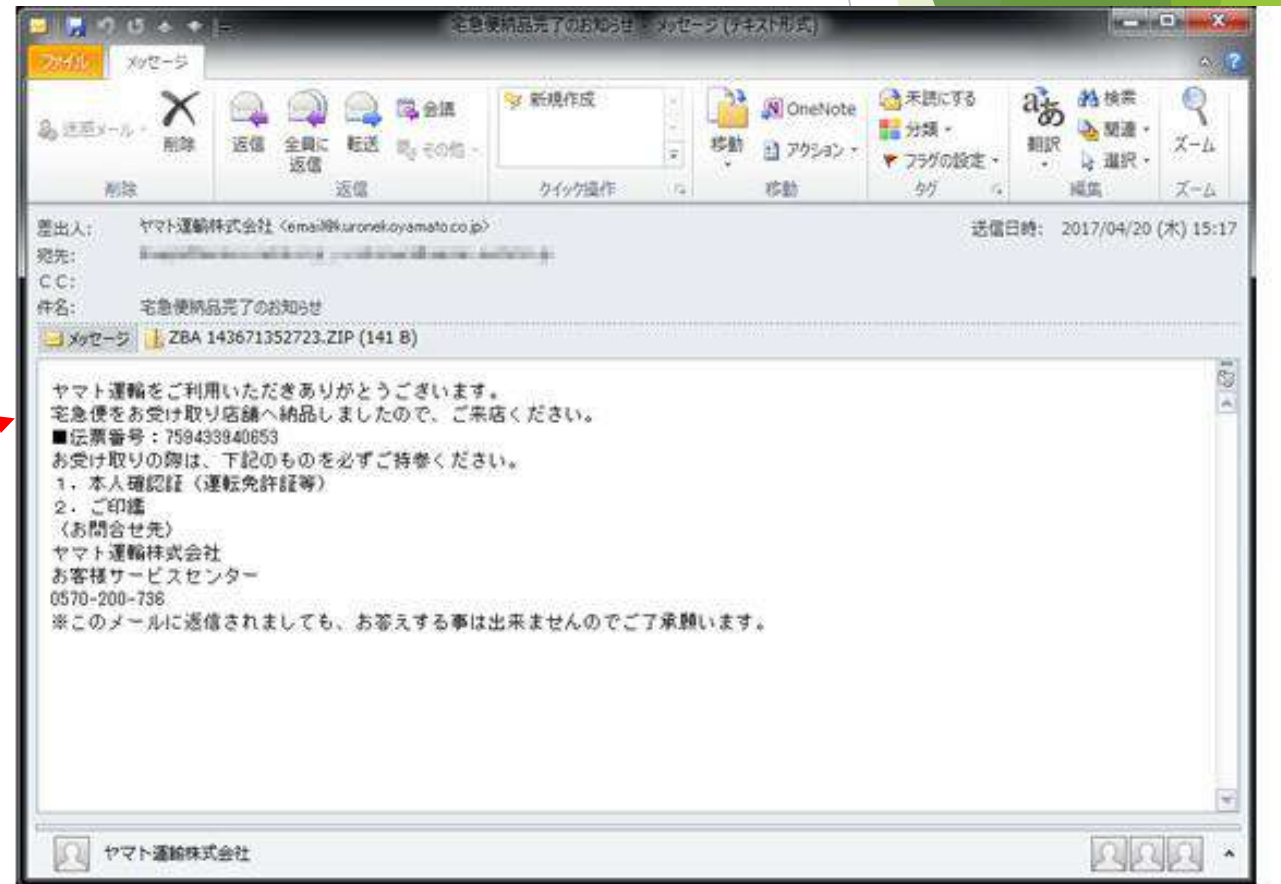 宅急便納品完了のお知らせ - メッセージ (テキスト形式)
ファイル メッセージ
迷惑メール 削除 返信 全員に返信 転送 会議 その他 新規作成 移動 OneNote アクション 未読にする 分類 フラグの設定 翻訳 検索 関連 選択 ズーム
削除 返信 クイック操作 移動 タグ 編集 ズーム
差出人: ヤマト運輸株式会社 <email@kuronekoyamato.co.jp> 送信日時: 2017/04/20 (木) 15:17
宛先:
CC:
件名: 宅急便納品完了のお知らせ
メッセージ ZBA 143671352723.ZIP (141 B)
ヤマト運輸をご利用いただきありがとうございます。
宅急便をお受け取り店舗へ納品しましたので、ご来店ください。
■伝票番号：759433940653
お受け取りの際は、下記のものを必ずご持参ください。
１．本人確認証（運転免許証等）
２．ご印鑑
（お問合せ先）
ヤマト運輸株式会社
お客様サービスセンター
0570-200-736
※このメールに返信されましても、お答えする事は出来ませんのでご了承願います。
ヤマト運輸株式会社